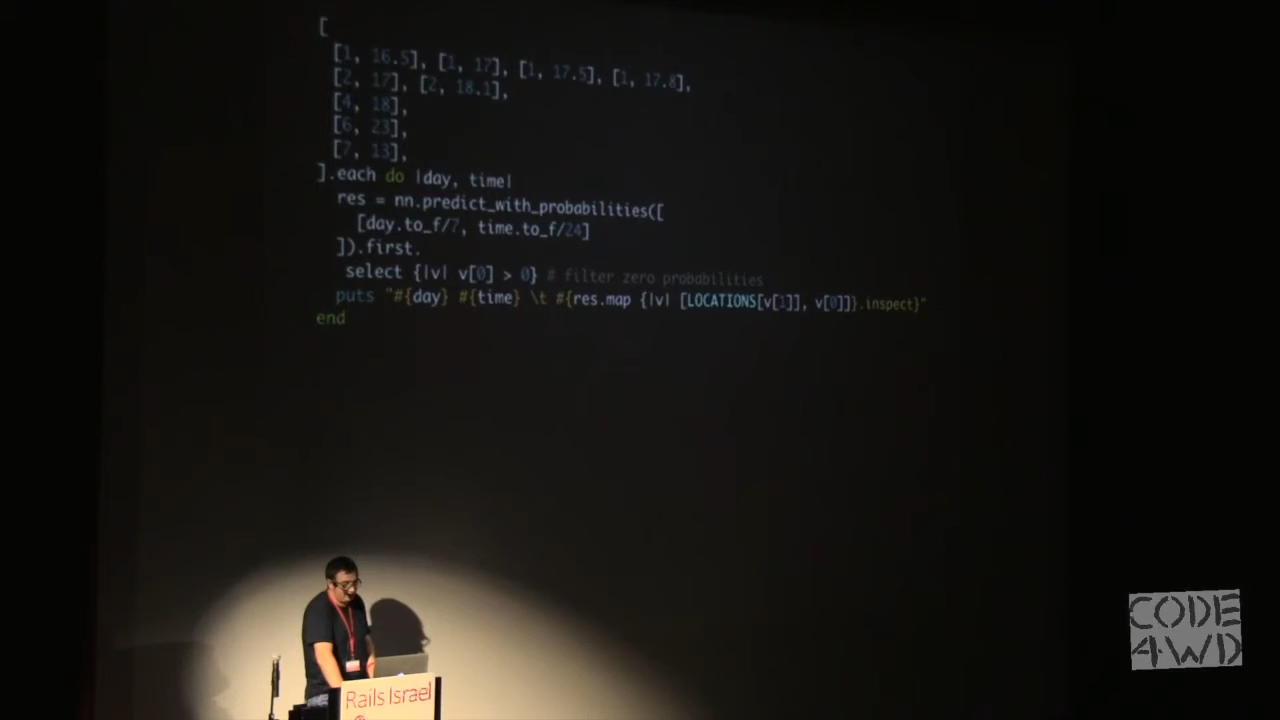 [
[1, 16.5], [1, 17], [1, 17.5], [1, 17.8],
[2, 17], [2, 18.1],
[4, 18],
[6, 23],
[7, 13],
].each do |day, time|
res = nn.predict_with_probabilities([
[day.to_f/7, time.to_f/24]
]).first.
select {|v| v[0] > 0} # filter zero probabilities
puts "#{day} #{time} \t #{res.map {|v| [LOCATIONS[v[1]], v[0]]}.inspect}"
end
Rails Israel
CODE
4WD